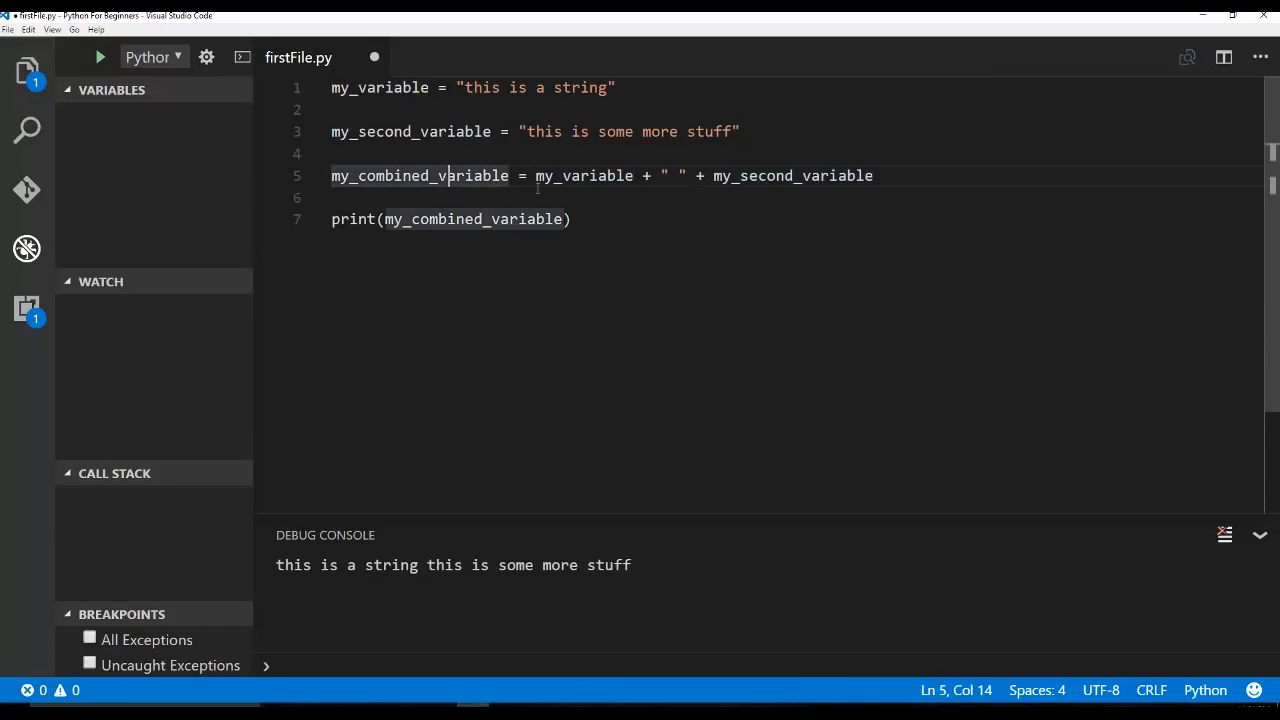 ● firstFile.py - Python For Beginners - Visual Studio Code
File Edit View Go Help
Python firstFile.py
VARIABLES
WATCH
CALL STACK
BREAKPOINTS
All Exceptions
Uncaught Exceptions
1
1
1 my_variable = "this is a string"
2
3 my_second_variable = "this is some more stuff"
4
5 my_combined_variable = my_variable + " " + my_second_variable
6
7 print(my_combined_variable)
DEBUG CONSOLE
this is a string this is some more stuff
0 0 Ln 5, Col 14 Spaces: 4 UTF-8 CRLF Python